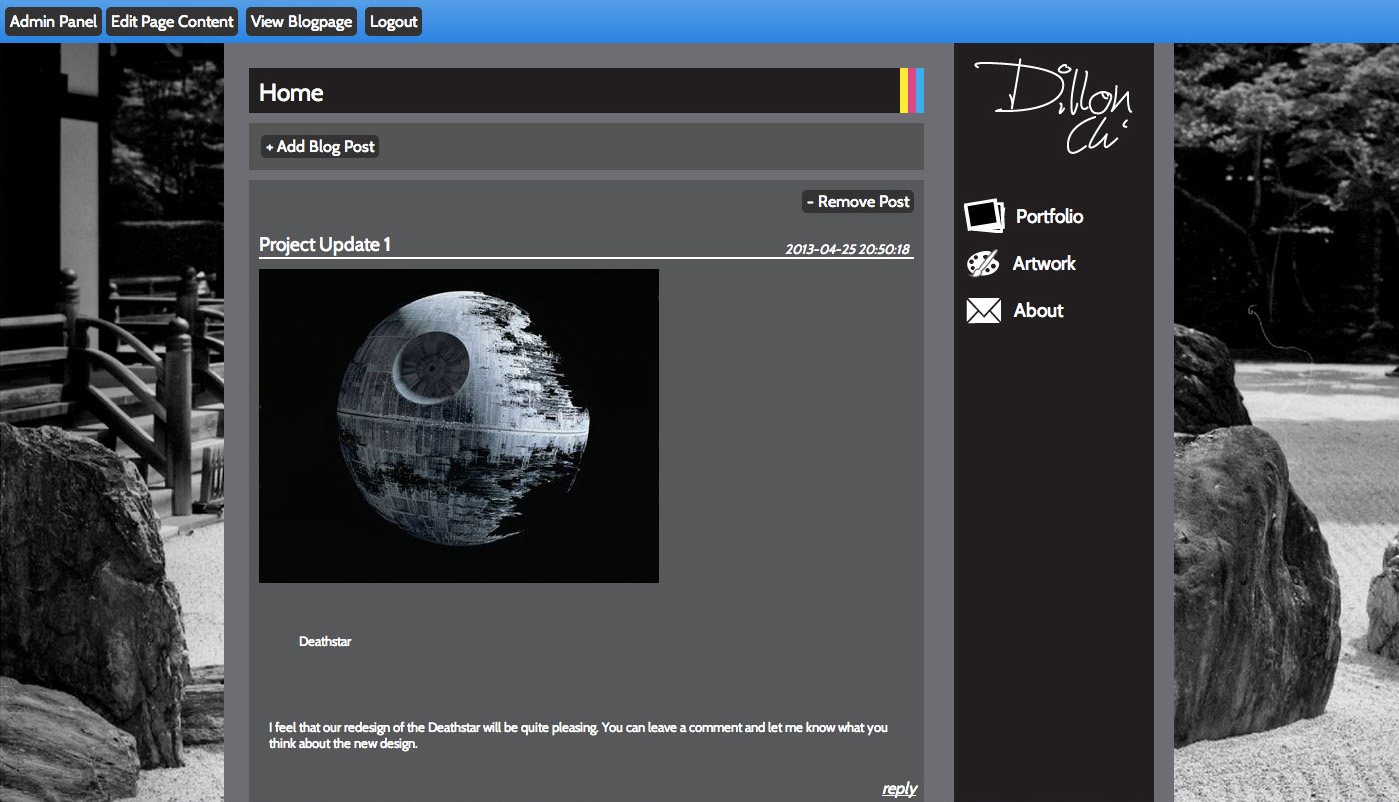 Admin Panel Edit Page Content View Blogpage Logout
Home
+ Add Blog Post
- Remove Post
Project Update 1 2013-04-25 20:50:18
Deathstar
I feel that our redesign of the Deathstar will be quite pleasing. You can leave a comment and let me know what you
think about the new design.
reply
Dillon
Chi
Portfolio
Artwork
About